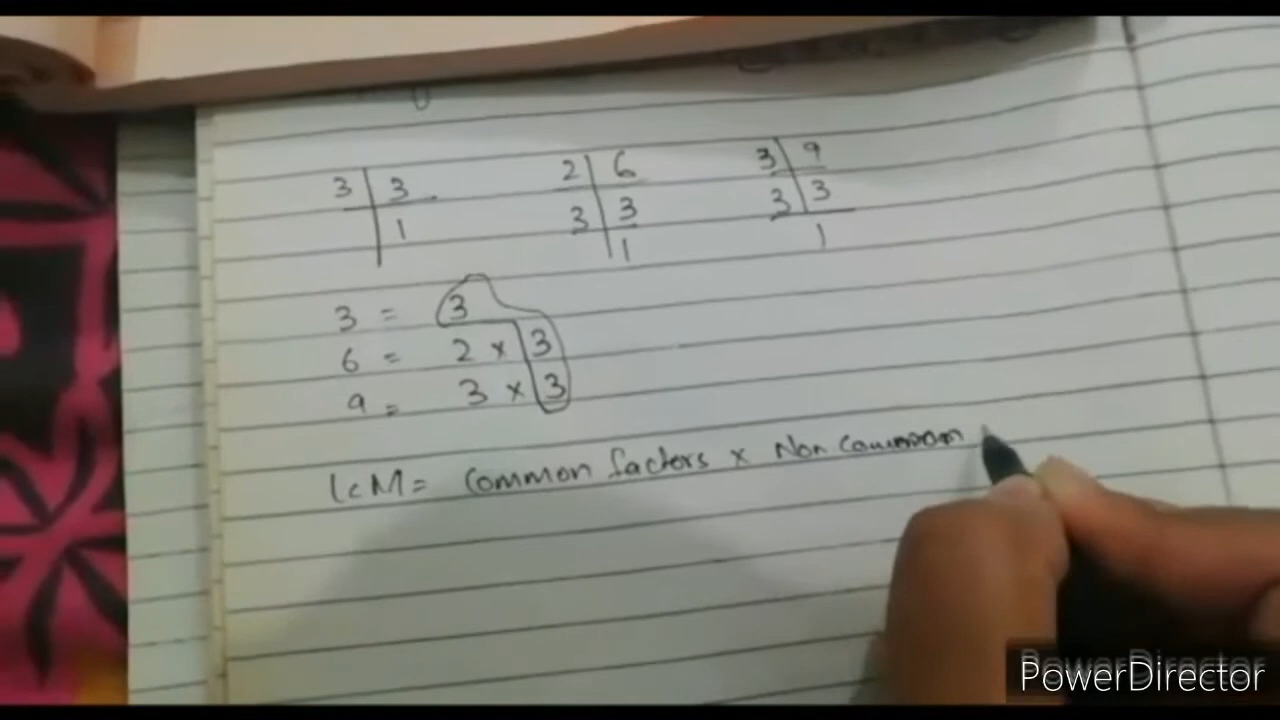 3 | 3
1
2 | 6
3 | 3
1
3 | 9
3 | 3
1
3 = 3
6 = 2 × 3
9 = 3 × 3
LCM = Common factors × Non Common
PowerDirector